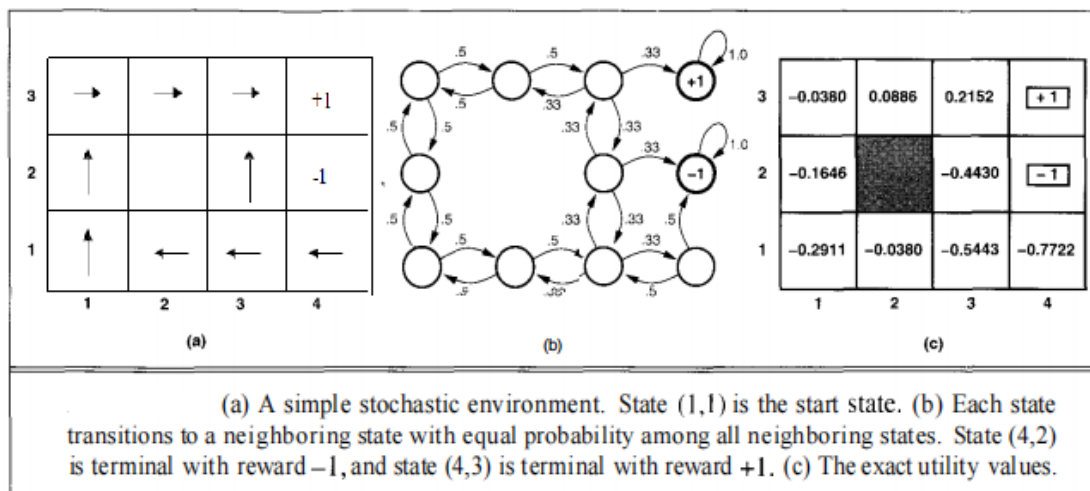 3 +1
2 -1
1
1 2 3 4
(a)
.5 .5 .33 1.0
+1
.5 .33
.5 .5 .33 .33 1.0
.33
−1
.5 .5 .33 .33 .5
.5 .5 .33
.5 .5
(b)
3 −0.0380 0.0886 0.2152 +1
2 −0.1646 −0.4430 −1
1 −0.2911 −0.0380 −0.5443 −0.7722
1 2 3 4
(c)
(a) A simple stochastic environment. State (1,1) is the start state. (b) Each state
transitions to a neighboring state with equal probability among all neighboring states. State (4,2)
is terminal with reward −1, and state (4,3) is terminal with reward +1. (c) The exact utility values.